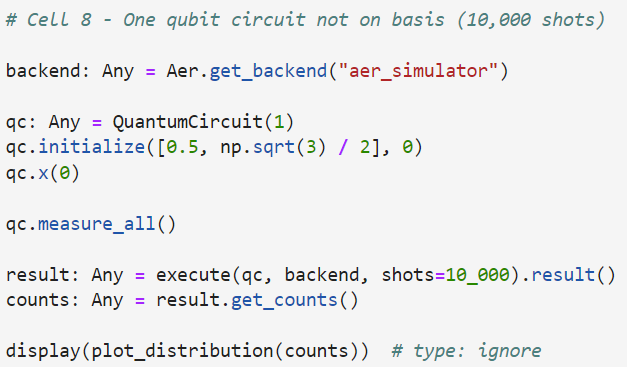 # Cell 8 - One qubit circuit not on basis (10,000 shots)
backend: Any = Aer.get_backend("aer_simulator")
qc: Any = QuantumCircuit(1)
qc.initialize([0.5, np.sqrt(3) / 2], 0)
qc.x(0)
qc.measure_all()
result: Any = execute(qc, backend, shots=10_000).result()
counts: Any = result.get_counts()
display(plot_distribution(counts))  # type: ignore